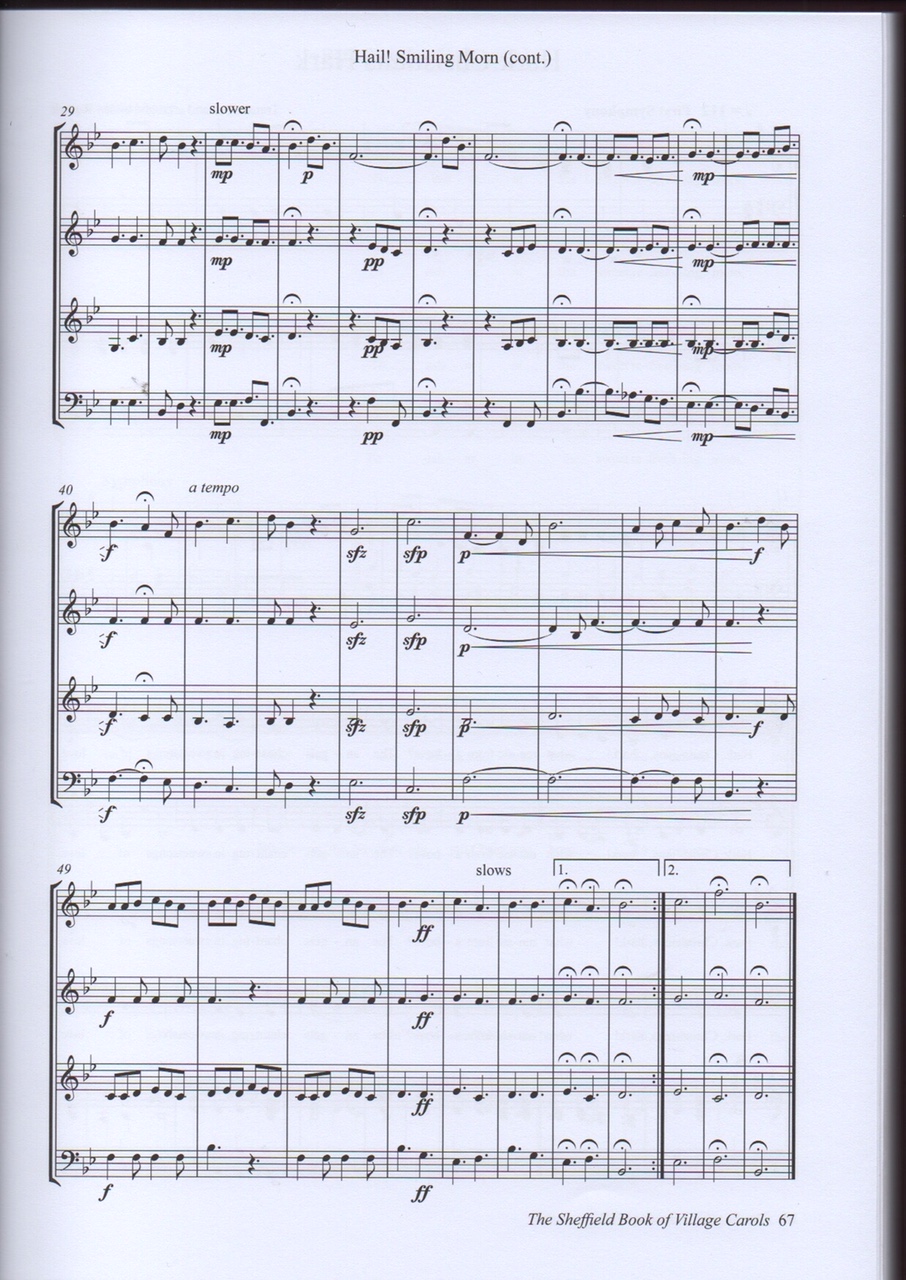 Hail! Smiling Morn (cont.)
29
slower
mp
p
mp
mp
pp
mp
mp
pp
mp
mp
pp
mp
40
a tempo
f
sfz
sfp
p
f
f
sfz
sfp
p
f
sfz
sfp
p
f
f
sfz
sfp
p
49
slows
1.
2.
ff
f
ff
ff
f
ff
The Sheffield Book of Village Carols 67